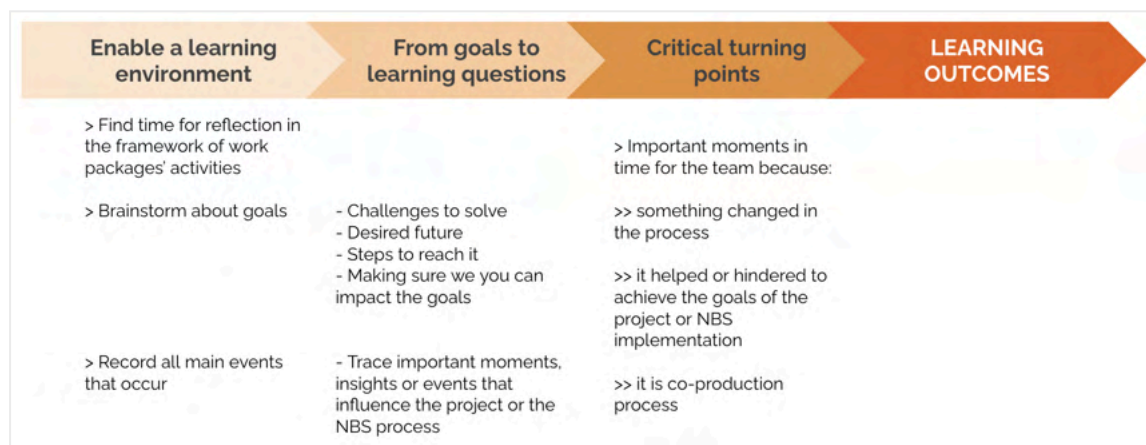 Enable a learning
environment
From goals to
learning questions
Critical turning
points
LEARNING
OUTCOMES
> Find time for reflection in
the framework of work
packages' activities
> Brainstorm about goals
> Record all main events
that occur
- Challenges to solve
- Desired future
- Steps to reach it
- Making sure we you can
impact the goals
- Trace important moments,
insights or events that
influence the project or the
NBS process
> Important moments in
time for the team because:
>> something changed in
the process
>> it helped or hindered to
achieve the goals of the
project or NBS
implementation
>> it is co-production
process